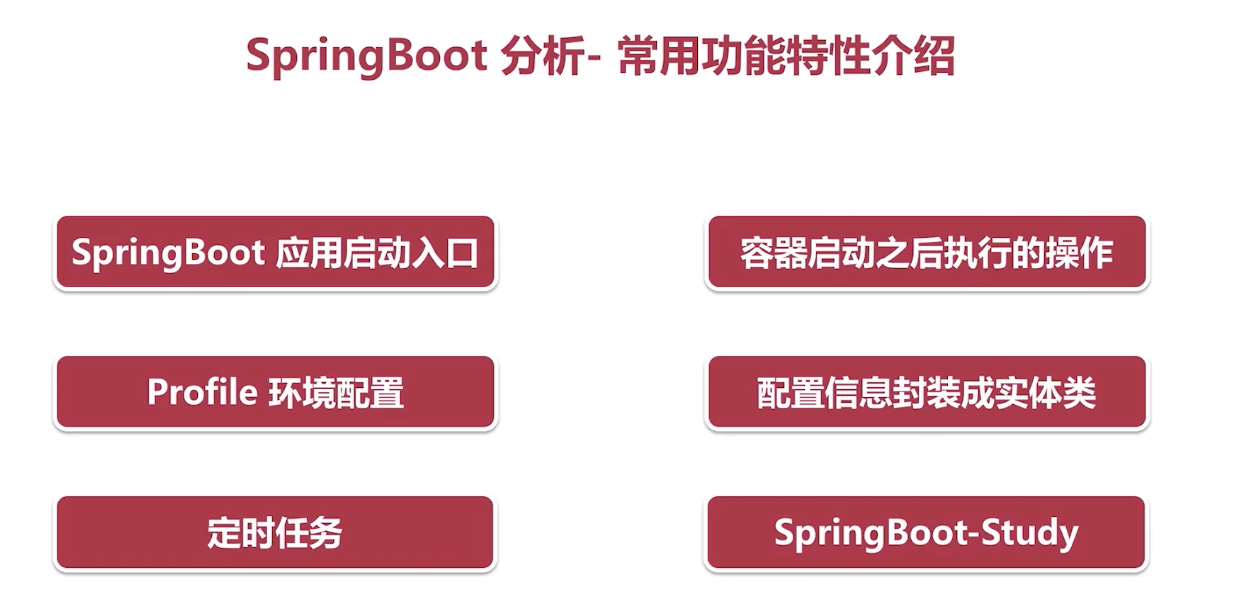 SpringBoot 分析- 常用功能特性介绍
SpringBoot 应用启动入口
容器启动之后执行的操作
Profile 环境配置
配置信息封装成实体类
定时任务
SpringBoot-Study